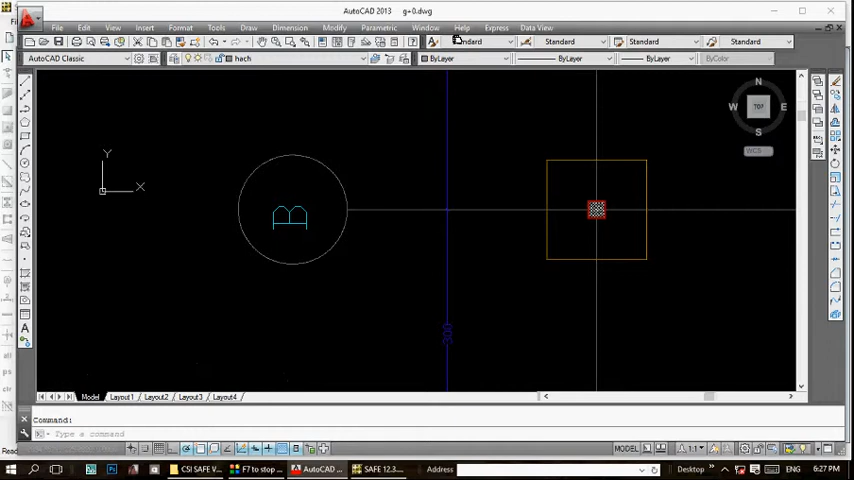 AutoCAD 2013 g+0.dwg
File Edit View Insert Format Tools Draw Dimension Modify Parametric Window Help Express Data View
Standard Standard Standard Standard
AutoCAD Classic hach ByLayer ByLayer ByLayer ByColor
N
W TOP E
S
WCS
Y
X
B
300
Model Layout1 Layout2 Layout3 Layout4
Command:
Type a command
MODEL 1:1
CSI SAFE V... F7 to stop ... AutoCAD ... SAFE 12.3.... Address Desktop ENG 6:27 PM